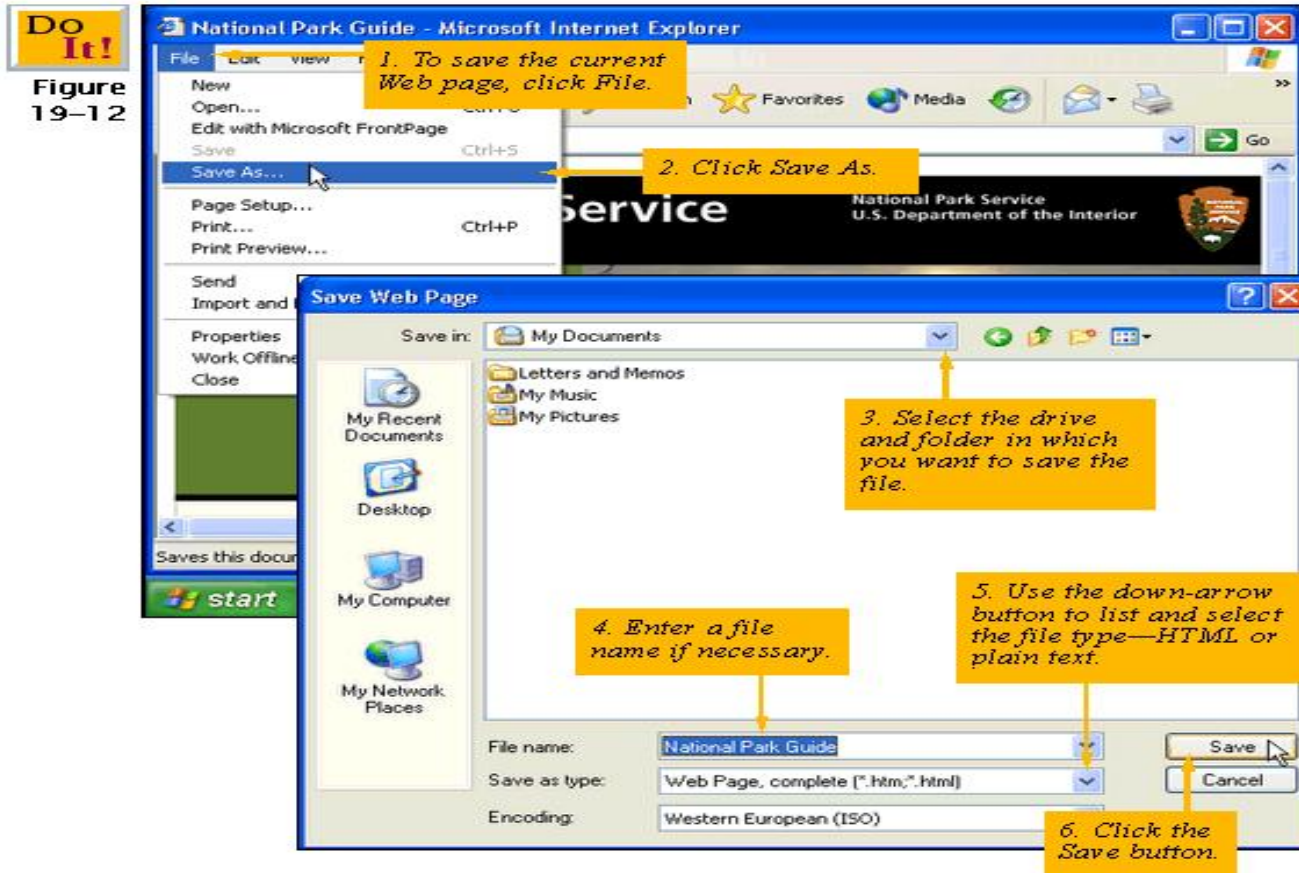 Do
It!
Figure
19–12
National Park Guide - Microsoft Internet Explorer
File Edit View
1. To save the current
Web page, click File.
New
Open...
Edit with Microsoft FrontPage
Save Ctrl+S
Save As...
Page Setup...
Print... Ctrl+P
Print Preview...
Send
Import and
Properties
Work Offline
Close
Favorites Media
Go
2. Click Save As.
Service
National Park Service
U.S. Department of the Interior
Saves this
start
Save Web Page
Save in: My Documents
Letters and Memos
My Music
My Pictures
My Recent
Documents
Desktop
My Computer
My Network
Places
3. Select the drive
and folder in which
you want to save the
file.
4. Enter a file
name if necessary.
5. Use the down-arrow
button to list and select
the file type—HTML or
plain text.
File name: National Park Guide Save
Save as type: Web Page, complete (*.htm;*.html) Cancel
Encoding: Western European (ISO)
6. Click the
Save button.